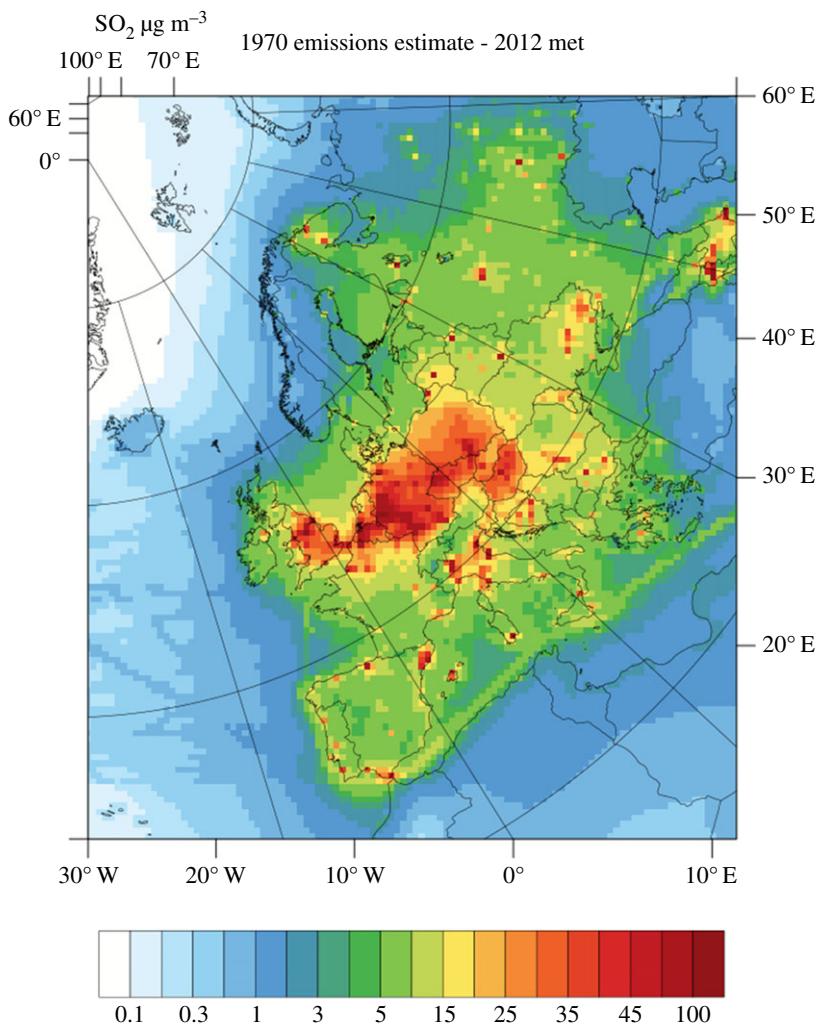 SO2 µg m–3
1970 emissions estimate - 2012 met
100° E 70° E
60° E
60° E
0°
50° E
40° E
30° E
20° E
30° W 20° W 10° W 0° 10° E
0.1 0.3 1 3 5 15 25 35 45 100